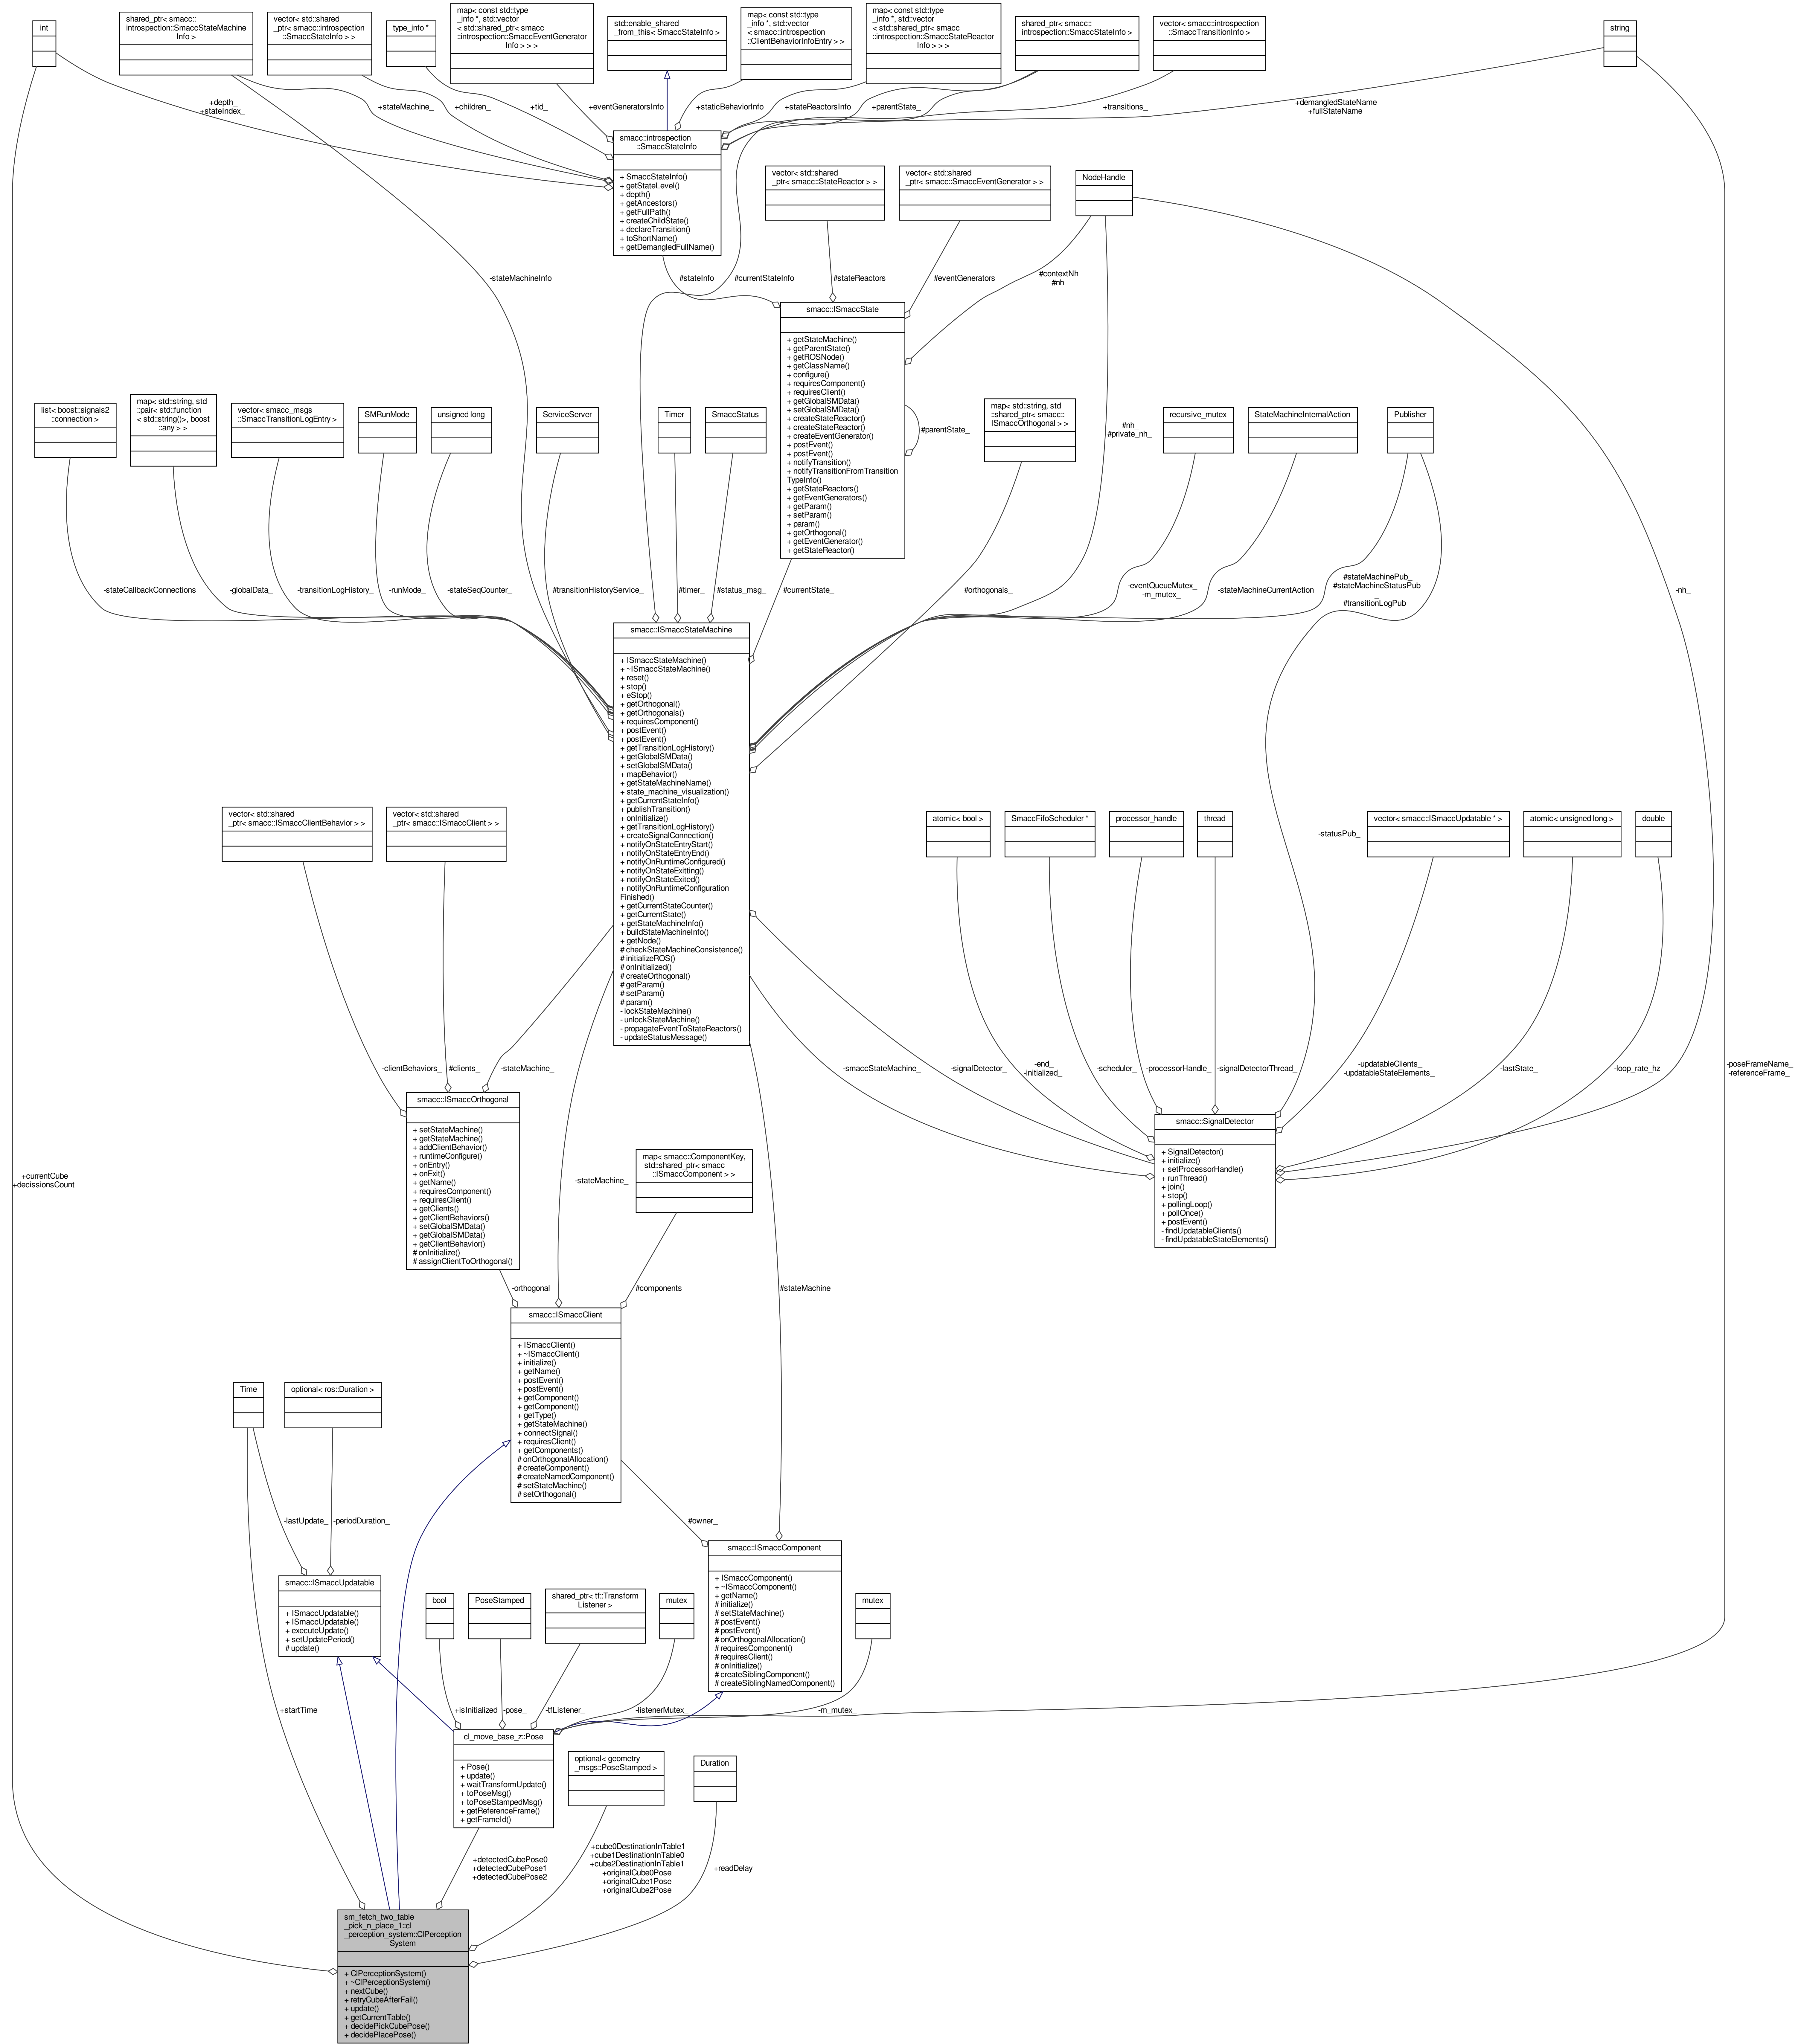 int
shared_ptr< smacc::
introspection::SmaccStateMachine
Info >
vector< std::shared
_ptr< smacc::introspection
::SmaccStateInfo > >
type_info *
map< const std::type
_info *, std::vector
< std::shared_ptr< smacc
::introspection::SmaccEventGenerator
Info > > >
std::enable_shared
_from_this< SmaccStateInfo >
map< const std::type
_info *, std::vector
< smacc::introspection
::ClientBehaviorInfoEntry > >
map< const std::type
_info *, std::vector
< std::shared_ptr< smacc
::introspection::SmaccStateReactor
Info > > >
shared_ptr< smacc::
introspection::SmaccStateInfo >
vector< smacc::introspection
::SmaccTransitionInfo >
string
+depth_
+stateIndex_
+stateMachine_
+children_
+tid_
+eventGeneratorsInfo
+staticBehaviorInfo
+stateReactorsInfo
+parentState_
+transitions_
+demangledStateName
+fullStateName
smacc::introspection
::SmaccStateInfo
+ SmaccStateInfo()
+ getStateLevel()
+ depth()
+ getAncestors()
+ getFullPath()
+ createChildState()
+ declareTransition()
+ toShortName()
+ getDemangledFullName()
vector< std::shared
_ptr< smacc::StateReactor > >
vector< std::shared
_ptr< smacc::SmaccEventGenerator > >
NodeHandle
-stateMachineInfo_
#stateInfo_
#currentStateInfo_
#stateReactors_
#eventGenerators_
#contextNh
#nh
smacc::ISmaccState
+ getStateMachine()
+ getParentState()
+ getROSNode()
+ getClassName()
+ configure()
+ requiresComponent()
+ requiresClient()
+ getGlobalSMData()
+ setGlobalSMData()
+ createStateReactor()
+ createStateReactor()
+ createEventGenerator()
+ postEvent()
+ postEvent()
+ notifyTransition()
+ notifyTransitionFromTransition
TypeInfo()
+ getStateReactors()
+ getEventGenerators()
+ getParam()
+ setParam()
+ param()
+ getOrthogonal()
+ getEventGenerator()
+ getStateReactor()
#parentState_
list< boost::signals2
::connection >
map< std::string, std
::pair< std::function
< std::string()>, boost
::any > >
vector< smacc_msgs
::SmaccTransitionLogEntry >
SMRunMode
unsigned long
ServiceServer
Timer
SmaccStatus
map< std::string, std
::shared_ptr< smacc::
ISmaccOrthogonal > >
#nh_
#private_nh_
recursive_mutex
StateMachineInternalAction
Publisher
-stateCallbackConnections
-globalData_
-transitionLogHistory_
-runMode_
-stateSeqCounter_
#transitionHistoryService_
#timer_
#status_msg_
#currentState_
#orthogonals_
-eventQueueMutex_
-m_mutex_
-stateMachineCurrentAction
#stateMachinePub_
#stateMachineStatusPub
_
#transitionLogPub_
-nh_
smacc::ISmaccStateMachine
+ ISmaccStateMachine()
+ ~ISmaccStateMachine()
+ reset()
+ stop()
+ eStop()
+ getOrthogonal()
+ getOrthogonals()
+ requiresComponent()
+ postEvent()
+ postEvent()
+ getTransitionLogHistory()
+ getGlobalSMData()
+ setGlobalSMData()
+ mapBehavior()
+ getStateMachineName()
+ state_machine_visualization()
+ getCurrentStateInfo()
+ publishTransition()
+ onInitialize()
+ getTransitionLogHistory()
+ createSignalConnection()
+ notifyOnStateEntryStart()
+ notifyOnStateEntryEnd()
+ notifyOnRuntimeConfigured()
+ notifyOnStateExitting()
+ notifyOnStateExited()
+ notifyOnRuntimeConfiguration
Finished()
+ getCurrentStateCounter()
+ getCurrentState()
+ getStateMachineInfo()
+ buildStateMachineInfo()
+ getNode()
# checkStateMachineConsistence()
# initializeROS()
# onInitialized()
# createOrthogonal()
# getParam()
# setParam()
# param()
- lockStateMachine()
- unlockStateMachine()
- propagateEventToStateReactors()
- updateStatusMessage()
vector< std::shared
_ptr< smacc::ISmaccClientBehavior > >
vector< std::shared
_ptr< smacc::ISmaccClient > >
atomic< bool >
SmaccFifoScheduler *
processor_handle
thread
-statusPub_
vector< smacc::ISmaccUpdatable * >
atomic< unsigned long >
double
-clientBehaviors_
#clients_
-stateMachine_
-smaccStateMachine_
-signalDetector_
-end_
-initialized_
-scheduler_
-processorHandle_
-signalDetectorThread_
-updatableClients_
-updatableStateElements_
-lastState_
-loop_rate_hz
-poseFrameName_
-referenceFrame_
smacc::ISmaccOrthogonal
+ setStateMachine()
+ getStateMachine()
+ addClientBehavior()
+ runtimeConfigure()
+ onEntry()
+ onExit()
+ getName()
+ requiresComponent()
+ requiresClient()
+ getClients()
+ getClientBehaviors()
+ setGlobalSMData()
+ getGlobalSMData()
+ getClientBehavior()
# onInitialize()
# assignClientToOrthogonal()
smacc::SignalDetector
+ SignalDetector()
+ initialize()
+ setProcessorHandle()
+ runThread()
+ join()
+ stop()
+ pollingLoop()
+ pollOnce()
+ postEvent()
- findUpdatableClients()
- findUpdatableStateElements()
+currentCube
+decissionsCount
-stateMachine_
map< smacc::ComponentKey,
std::shared_ptr< smacc
::ISmaccComponent > >
-orthogonal_
#components_
#stateMachine_
smacc::ISmaccClient
+ ISmaccClient()
+ ~ISmaccClient()
+ initialize()
+ getName()
+ postEvent()
+ postEvent()
+ getComponent()
+ getComponent()
+ getType()
+ getStateMachine()
+ connectSignal()
+ requiresClient()
+ getComponents()
# onOrthogonalAllocation()
# createComponent()
# createNamedComponent()
# setStateMachine()
# setOrthogonal()
Time
optional< ros::Duration >
-lastUpdate_
-periodDuration_
#owner_
smacc::ISmaccComponent
+ ISmaccComponent()
+ ~ISmaccComponent()
+ getName()
# initialize()
# setStateMachine()
# postEvent()
# postEvent()
# onOrthogonalAllocation()
# requiresComponent()
# requiresClient()
# onInitialize()
# createSiblingComponent()
# createSiblingNamedComponent()
smacc::ISmaccUpdatable
+ ISmaccUpdatable()
+ ISmaccUpdatable()
+ executeUpdate()
+ setUpdatePeriod()
# update()
bool
PoseStamped
shared_ptr< tf::Transform
Listener >
mutex
mutex
+startTime
+isInitialized
-pose_
-tfListener_
-listenerMutex_
-m_mutex_
cl_move_base_z::Pose
+ Pose()
+ update()
+ waitTransformUpdate()
+ toPoseMsg()
+ toPoseStampedMsg()
+ getReferenceFrame()
+ getFrameId()
optional< geometry
_msgs::PoseStamped >
Duration
+detectedCubePose0
+detectedCubePose1
+detectedCubePose2
+cube0DestinationInTable1
+cube1DestinationInTable0
+cube2DestinationInTable1
+originalCube0Pose
+originalCube1Pose
+originalCube2Pose
+readDelay
sm_fetch_two_table
_pick_n_place_1::cl
_perception_system::ClPerception
System
+ ClPerceptionSystem()
+ ~ClPerceptionSystem()
+ nextCube()
+ retryCubeAfterFail()
+ update()
+ getCurrentTable()
+ decidePickCubePose()
+ decidePlacePose()